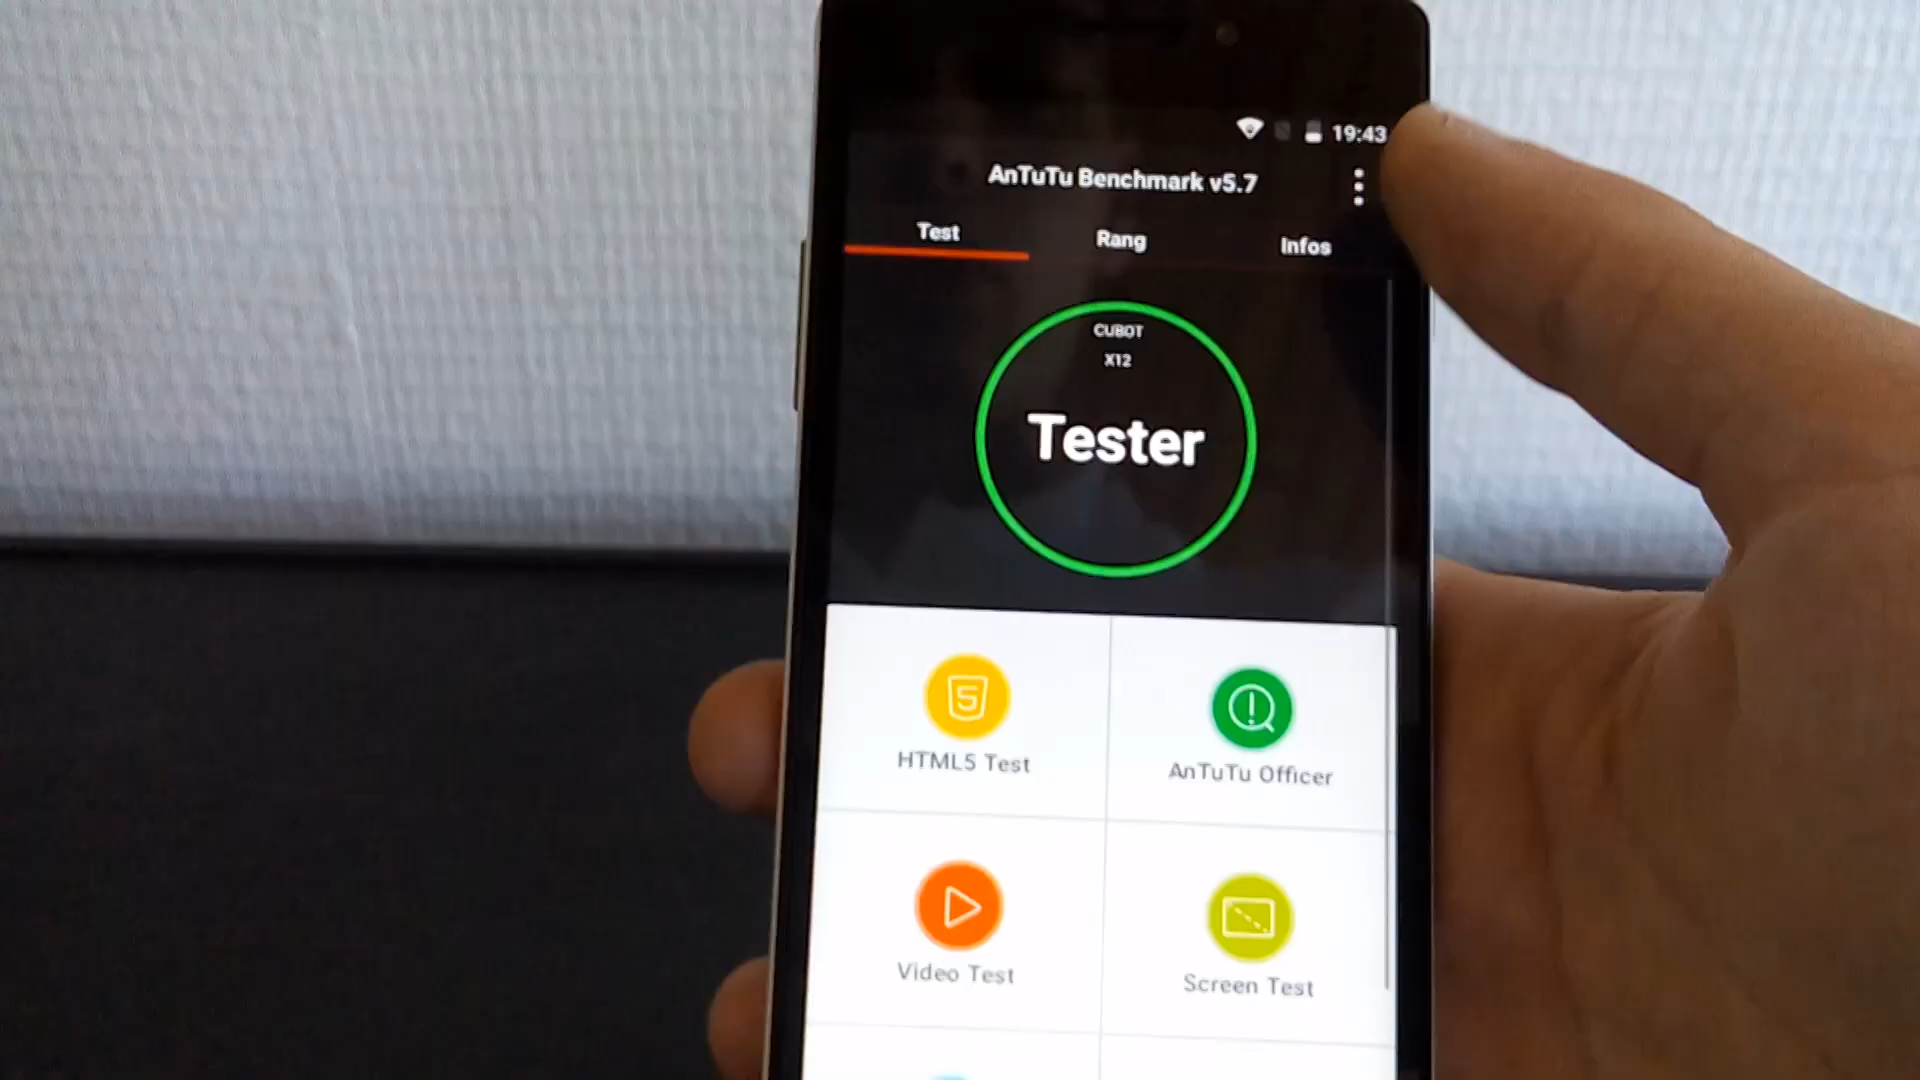 19:43
AnTuTu Benchmark v5.7
Test Rang Infos
CUBOT
X12
Tester
HTML5 Test AnTuTu Officer
Video Test Screen Test